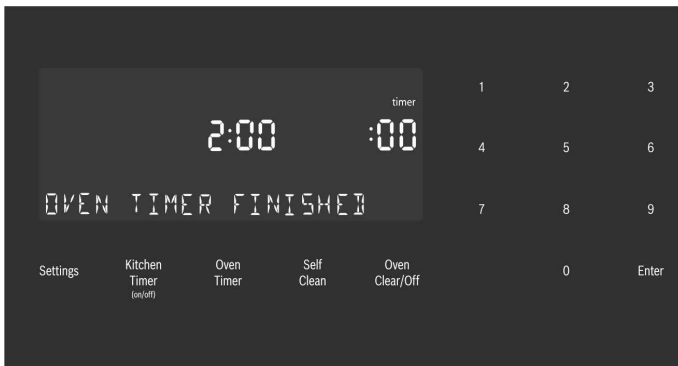 timer
2:00 :00
OVEN TIMER FINISHED
1 2 3
4 5 6
7 8 9
0 Enter
Settings
Kitchen Timer (on/off)
Oven Timer
Self Clean
Oven Clear/Off